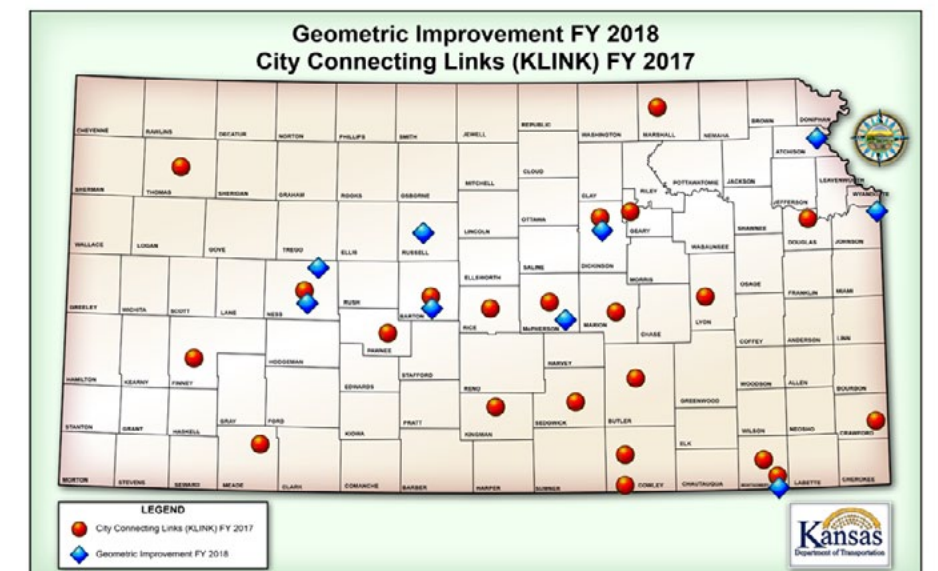 Geometric Improvement FY 2018
City Connecting Links (KLINK) FY 2017
CHEYENNE RAWLINS DECATUR NORTON PHILLIPS SMITH JEWELL REPUBLIC WASHINGTON MARSHALL NEMAHA BROWN DONIPHAN
ATCHISON
SHERMAN THOMAS SHERIDAN GRAHAM ROOKS OSBORNE MITCHELL CLOUD CLAY RILEY POTTAWATOMIE JACKSON JEFFERSON LEAVENWORTH WYANDOTTE
WALLACE LOGAN GOVE TREGO ELLIS RUSSELL LINCOLN OTTAWA DICKINSON GEARY WABAUNSEE SHAWNEE DOUGLAS JOHNSON
ELLSWORTH SALINE MORRIS
GREELEY WICHITA SCOTT LANE NESS RUSH BARTON RICE McPHERSON MARION CHASE LYON OSAGE FRANKLIN MIAMI
PAWNEE COFFEY ANDERSON LINN
HAMILTON KEARNY FINNEY HODGEMAN EDWARDS STAFFORD RENO HARVEY
GREENWOOD WOODSON ALLEN BOURBON
STANTON GRANT HASKELL GRAY FORD KIOWA PRATT KINGMAN SEDGWICK BUTLER ELK WILSON NEOSHO CRAWFORD
MORTON STEVENS SEWARD MEADE CLARK COMANCHE BARBER HARPER SUMNER COWLEY CHAUTAUQUA LABETTE CHEROKEE
LEGEND
City Connecting Links (KLINK) FY 2017
Geometric Improvement FY 2018
Kansas
Department of Transportation